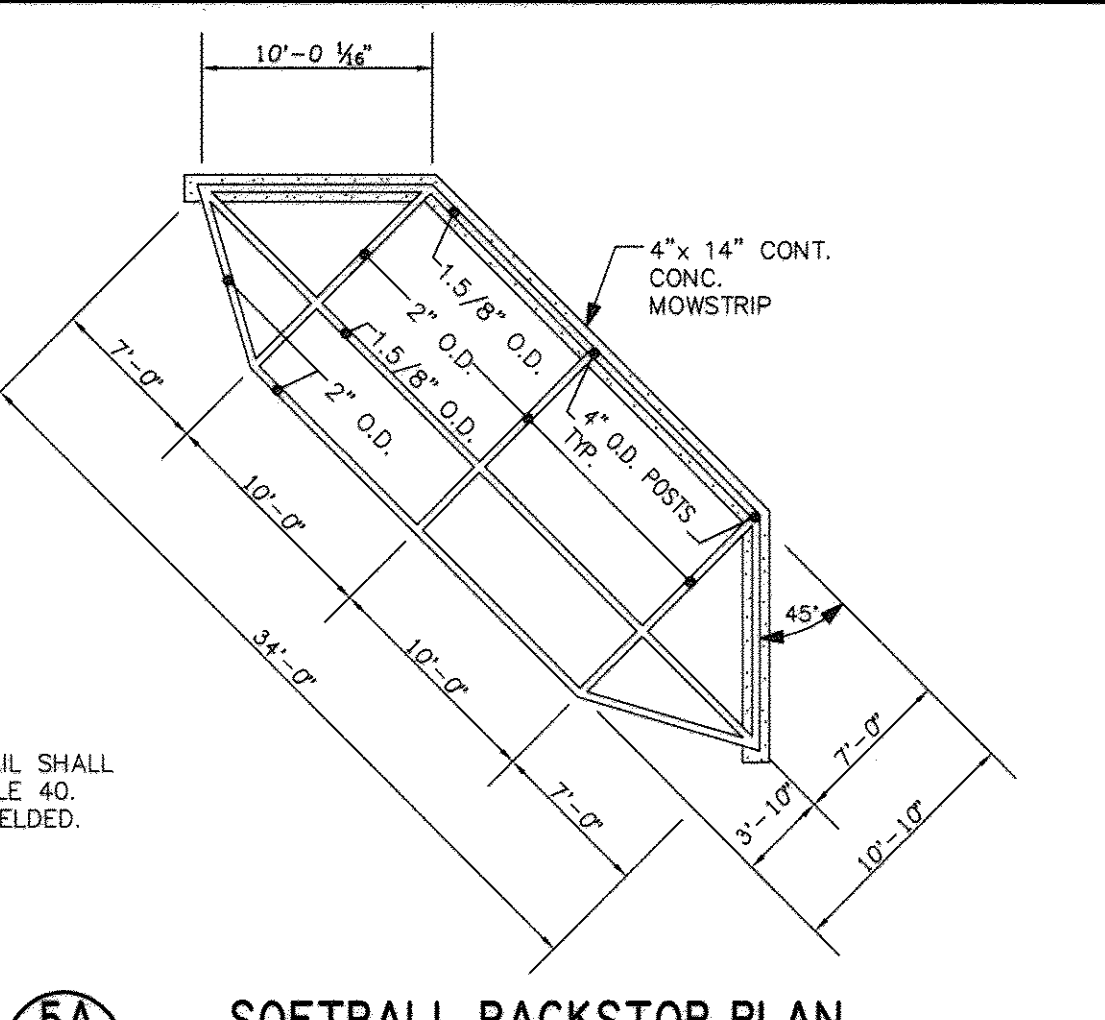 10'-0 1/16"
4"x 14" CONT.
CONC.
MOWSTRIP
1.5/8" O.D.
2" O.D.
1.5/8" O.D.
2" O.D.
4" O.D. POSTS
TYP.
7'-0"
10'-0"
34'-0"
10'-0"
7'-0"
45°
7'-0"
3'-10"
10'-10"
IL SHALL
LE 40.
ELDED.
5A
SOFTBALL BACKSTOP PLAN